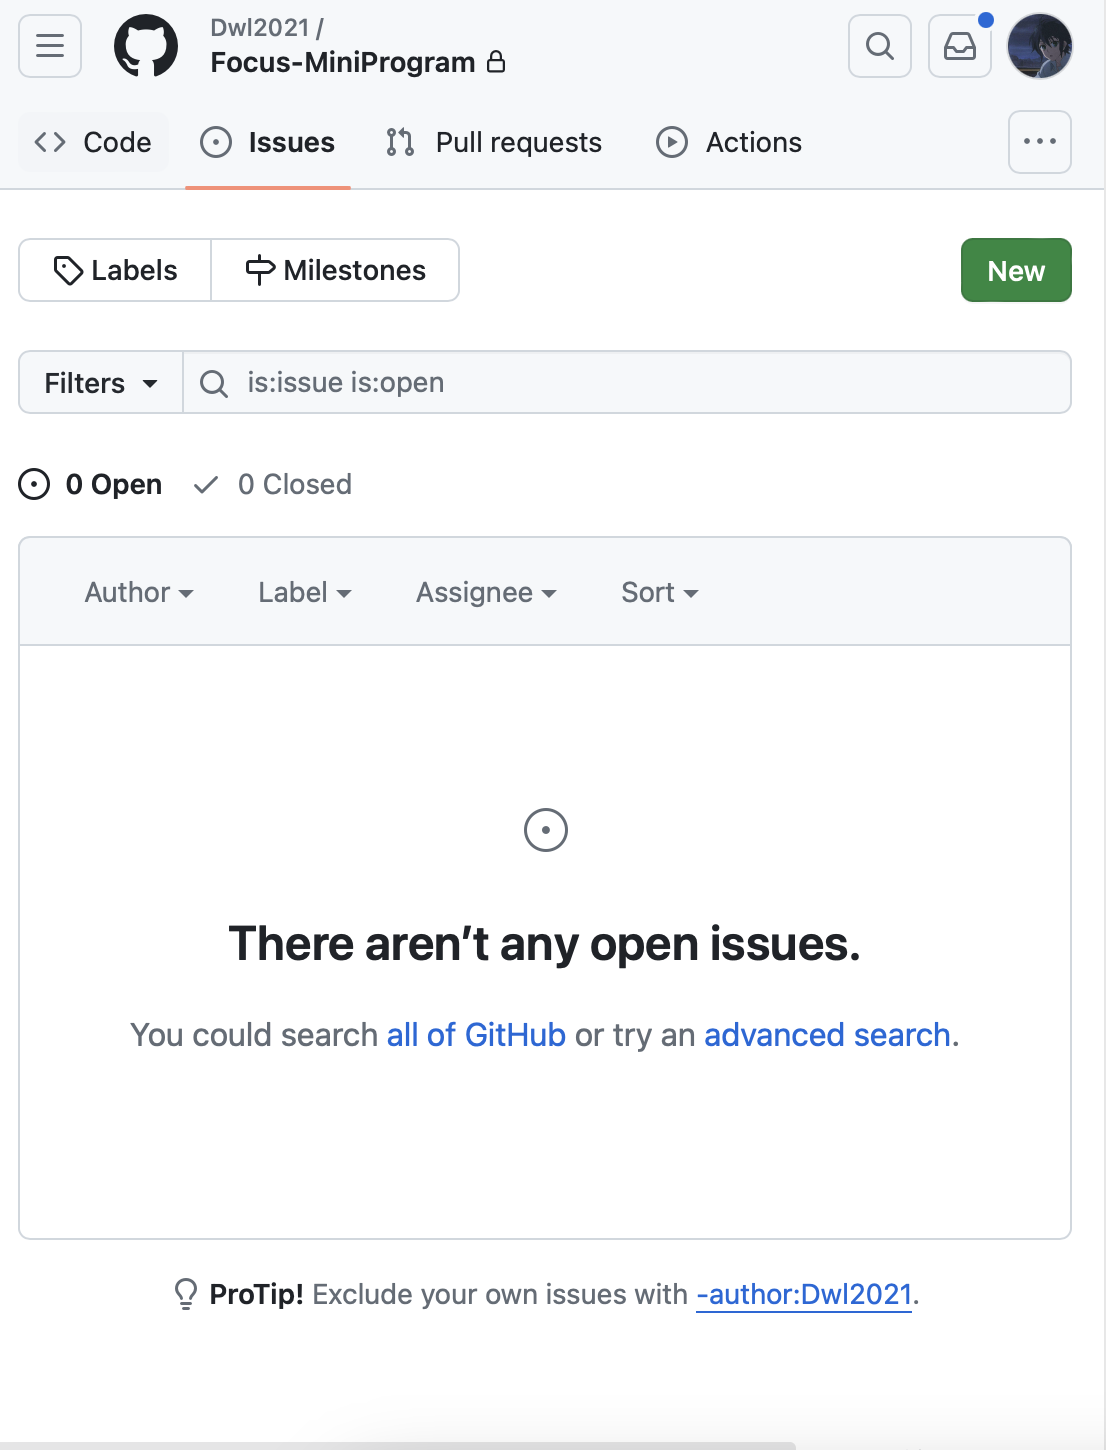 Dwl2021 /
Focus-MiniProgram
Code Issues Pull requests Actions
Labels Milestones New
Filters is:issue is:open
0 Open 0 Closed
Author Label Assignee Sort
There aren’t any open issues.
You could search all of GitHub or try an advanced search.
ProTip! Exclude your own issues with -author:Dwl2021.